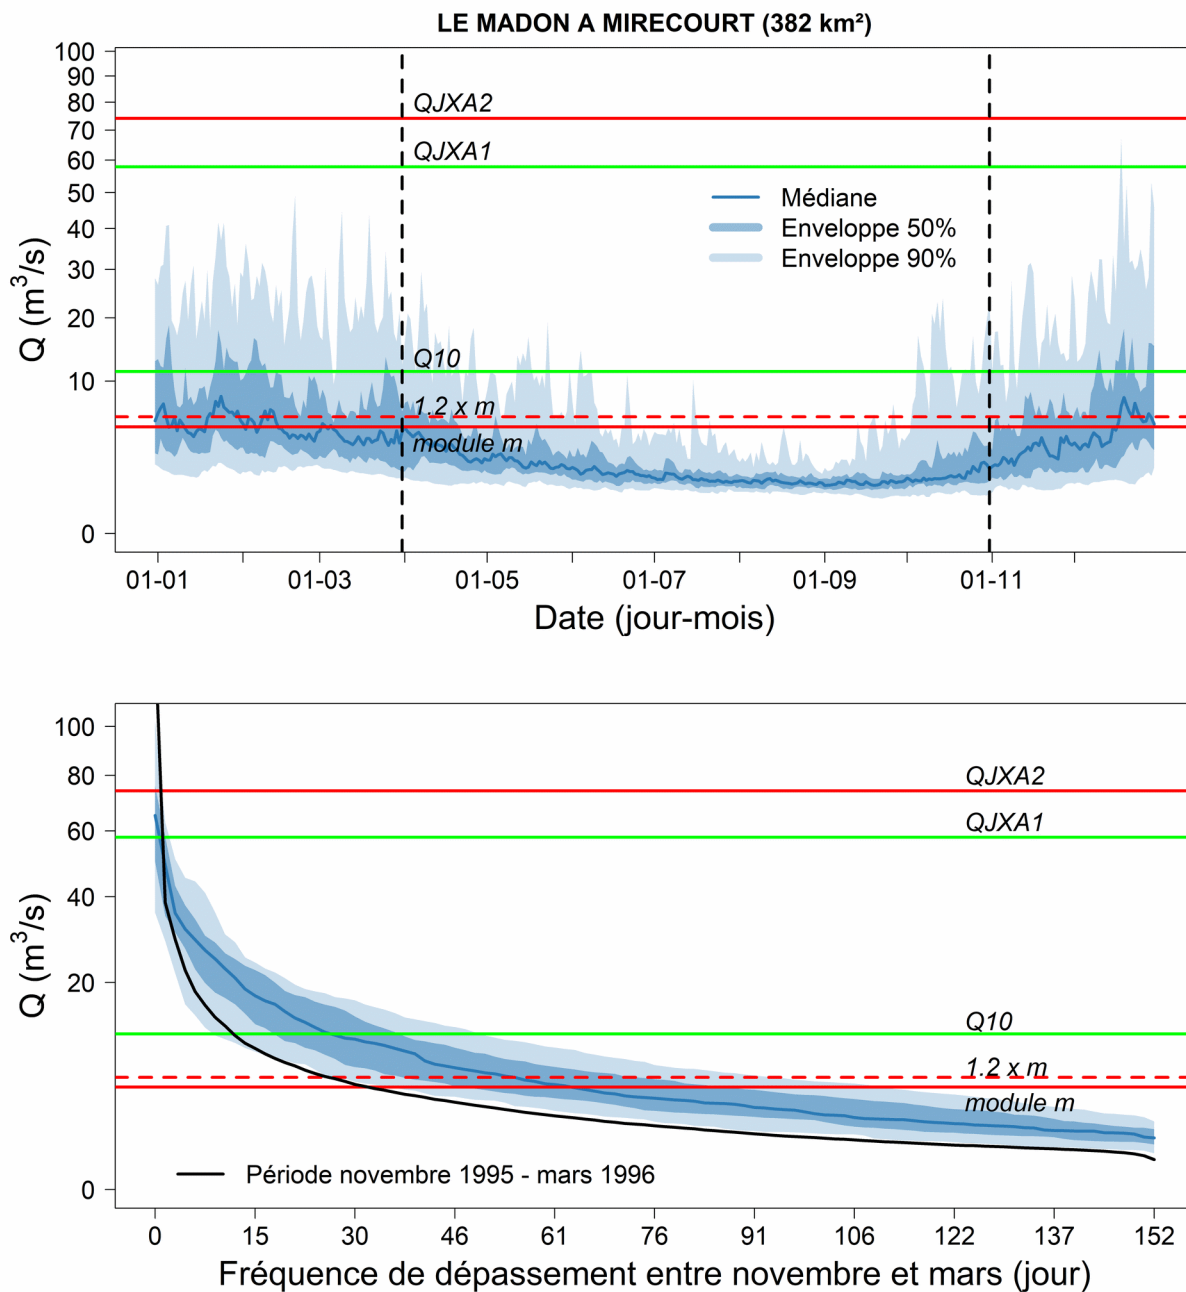 LE MADON A MIRECOURT (382 km²)
100
90
80
70
60
50
40
30
20
10
0
Q (m³/s)
QJXA2
QJXA1
Médiane
Enveloppe 50%
Enveloppe 90%
Q10
1.2 x m
module m
01-01
01-03
01-05
01-07
01-09
01-11
Date (jour-mois)
100
80
60
40
20
0
Q (m³/s)
QJXA2
QJXA1
Q10
1.2 x m
module m
Période novembre 1995 - mars 1996
0
15
30
46
61
76
91
106
122
137
152
Fréquence de dépassement entre novembre et mars (jour)